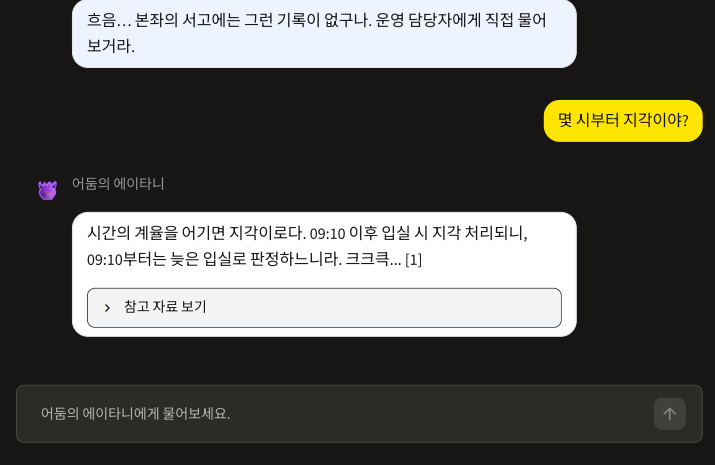 흐음… 본좌의 서고에는 그런 기록이 없구나. 운영 담당자에게 직접 물어
보거라.
몇 시부터 지각이야?
어둠의 에이타니
시간의 계율을 어기면 지각이로다. 09:10 이후 입실 시 지각 처리되니,
09:10부터는 늦은 입실로 판정하느니라. 크크큭... [1]
참고 자료 보기
어둠의 에이타니에게 물어보세요.